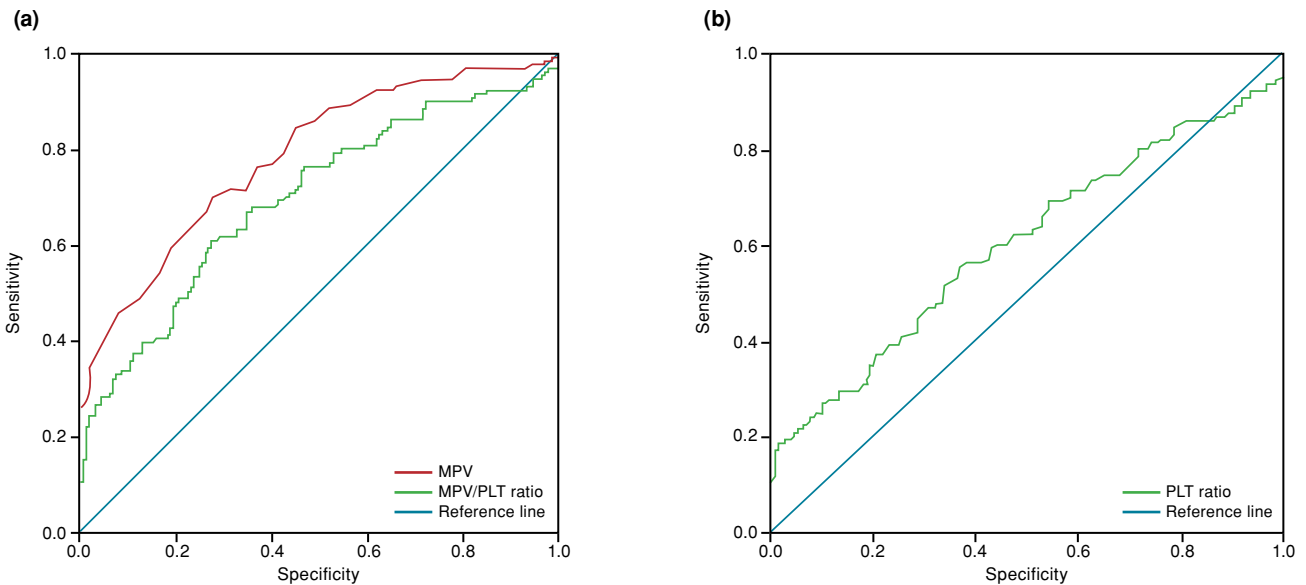 (a)
1.0
0.8
0.6
0.4
0.2
0.0
Sensitivity
MPV
MPV/PLT ratio
Reference line
0.0 0.2 0.4 0.6 0.8 1.0
Specificity
(b)
1.0
0.8
0.6
0.4
0.2
0.0
Sensitivity
PLT ratio
Reference line
0.0 0.2 0.4 0.6 0.8 1.0
Specificity